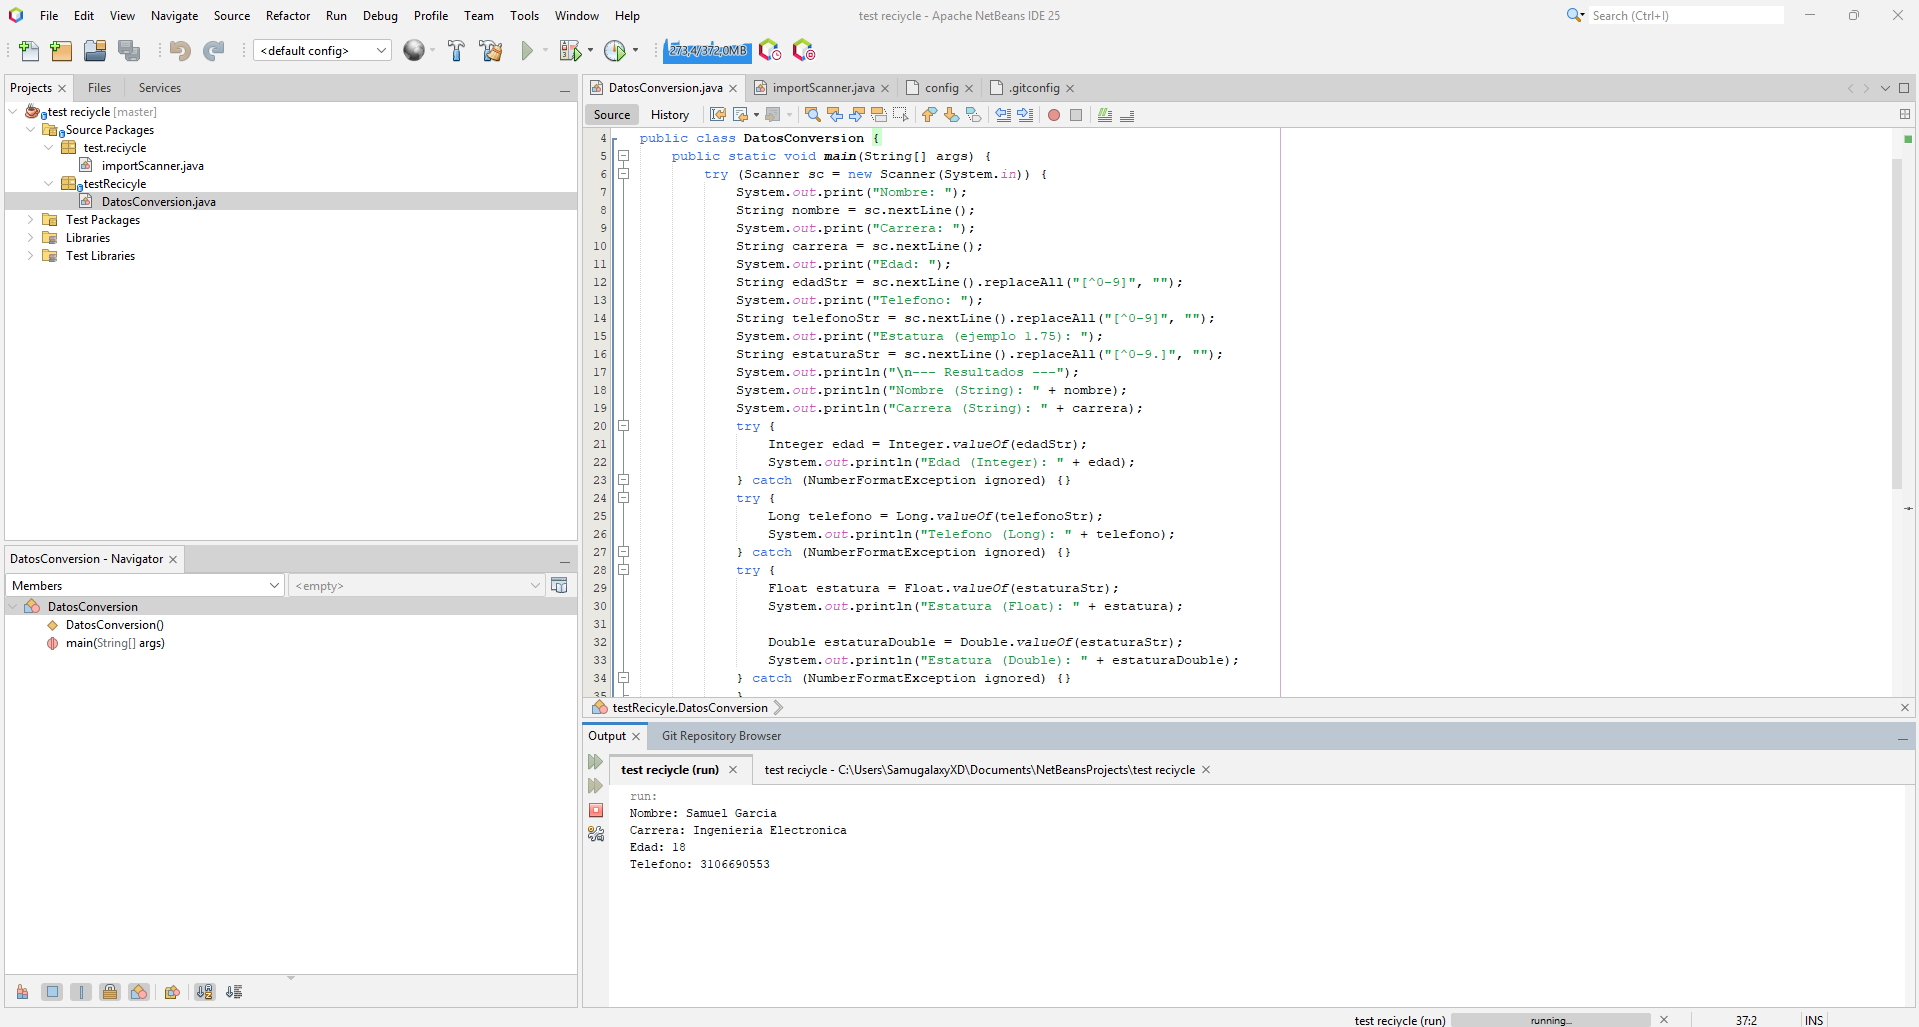 File Edit View Navigate Source Refactor Run Debug Profile Team Tools Window Help
test reciycle - Apache NetBeans IDE 25
Search (Ctrl+I)
<default config>
273,4/372,0MB
Projects Files Services
test reciycle [master]
Source Packages
test.reciycle
importScanner.java
testRecicyle
DatosConversion.java
Test Packages
Libraries
Test Libraries
DatosConversion - Navigator
Members
<empty>
DatosConversion
DatosConversion()
main(String[] args)
DatosConversion.java importScanner.java config .gitconfig
Source History
4 public class DatosConversion {
5 public static void main(String[] args) {
6 try (Scanner sc = new Scanner(System.in)) {
7 System.out.print("Nombre: ");
8 String nombre = sc.nextLine();
9 System.out.print("Carrera: ");
10 String carrera = sc.nextLine();
11 System.out.print("Edad: ");
12 String edadStr = sc.nextLine().replaceAll("[^0-9]", "");
13 System.out.print("Telefono: ");
14 String telefonoStr = sc.nextLine().replaceAll("[^0-9]", "");
15 System.out.print("Estatura (ejemplo 1.75): ");
16 String estaturaStr = sc.nextLine().replaceAll("[^0-9.]", "");
17 System.out.println("\n--- Resultados ---");
18 System.out.println("Nombre (String): " + nombre);
19 System.out.println("Carrera (String): " + carrera);
20 try {
21 Integer edad = Integer.valueOf(edadStr);
22 System.out.println("Edad (Integer): " + edad);
23 } catch (NumberFormatException ignored) {}
24 try {
25 Long telefono = Long.valueOf(telefonoStr);
26 System.out.println("Telefono (Long): " + telefono);
27 } catch (NumberFormatException ignored) {}
28 try {
29 Float estatura = Float.valueOf(estaturaStr);
30 System.out.println("Estatura (Float): " + estatura);
31
32 Double estaturaDouble = Double.valueOf(estaturaStr);
33 System.out.println("Estatura (Double): " + estaturaDouble);
34 } catch (NumberFormatException ignored) {}
35 }
testRecicyle.DatosConversion
Output Git Repository Browser
test reciycle (run) test reciycle - C:\Users\SamugalaxyXD\Documents\NetBeansProjects\test reciycle
run:
Nombre: Samuel Garcia
Carrera: Ingenieria Electronica
Edad: 18
Telefono: 3106690553
test reciycle (run) running... 37:2 INS